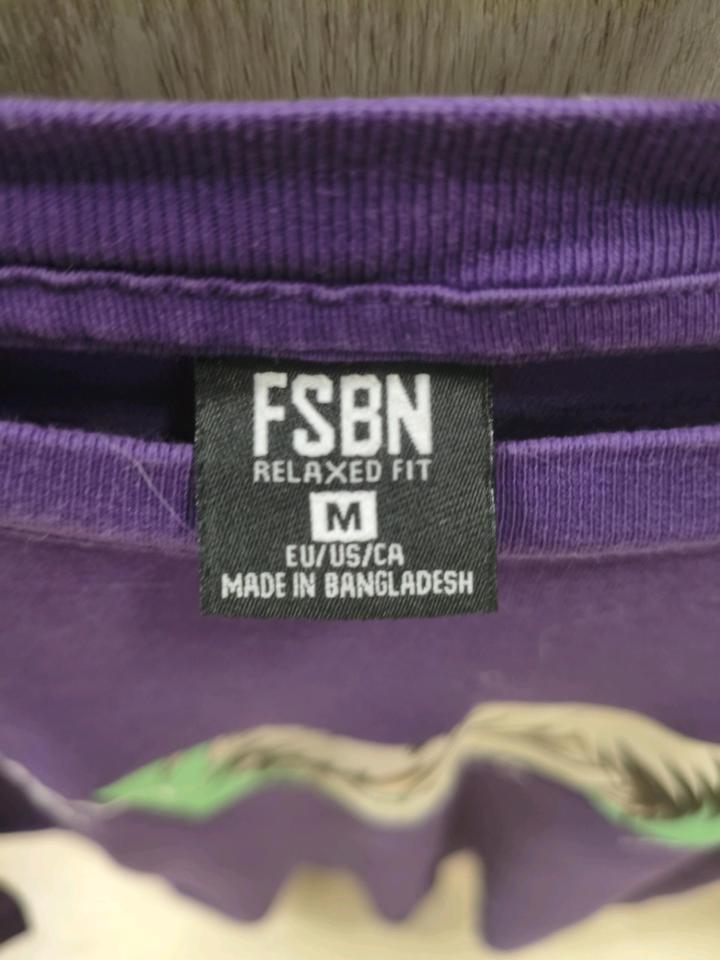 FSBN
RELAXED FIT
M
EU/US/CA
MADE IN BANGLADESH